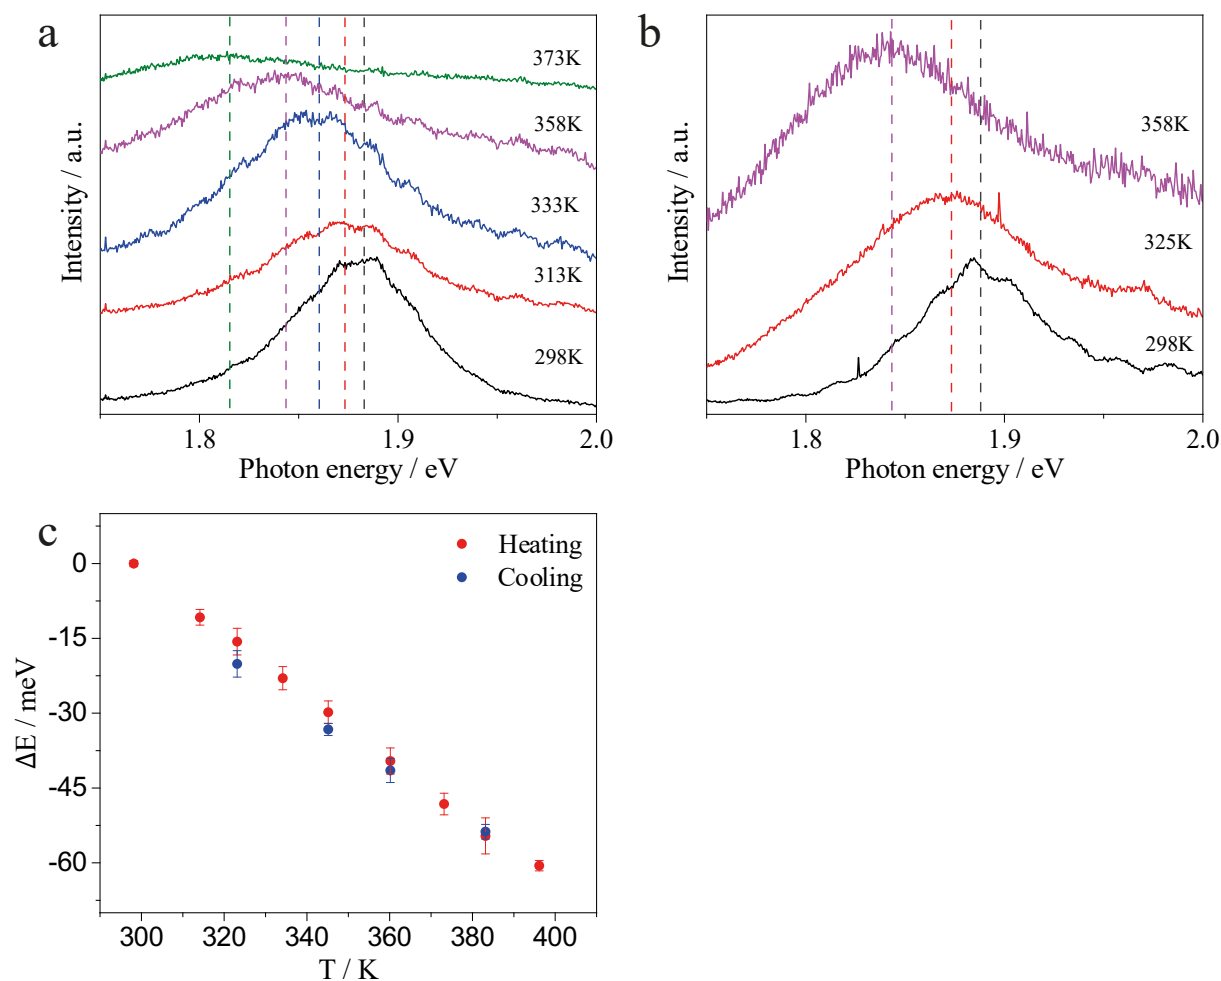 a
373K
358K
333K
313K
298K
Intensity / a.u.
1.8
1.9
2.0
Photon energy / eV
b
358K
325K
298K
Intensity / a.u.
1.8
1.9
2.0
Photon energy / eV
c
Heating
Cooling
0
-15
-30
-45
-60
ΔE / meV
300
320
340
360
380
400
T / K